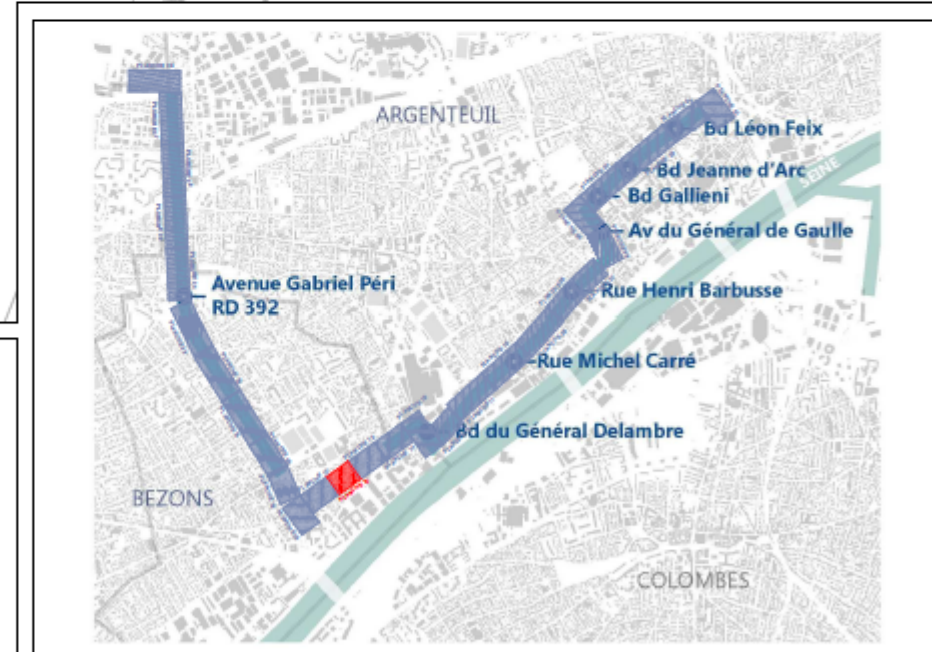 ARGENTEUIL
Bd Léon Feix
SEINE
Bd Jeanne d'Arc
Bd Gallieni
Av du Général de Gaulle
Avenue Gabriel Péri
RD 392
Rue Henri Barbusse
Rue Michel Carré
Bd du Général Delambre
BEZONS
COLOMBES